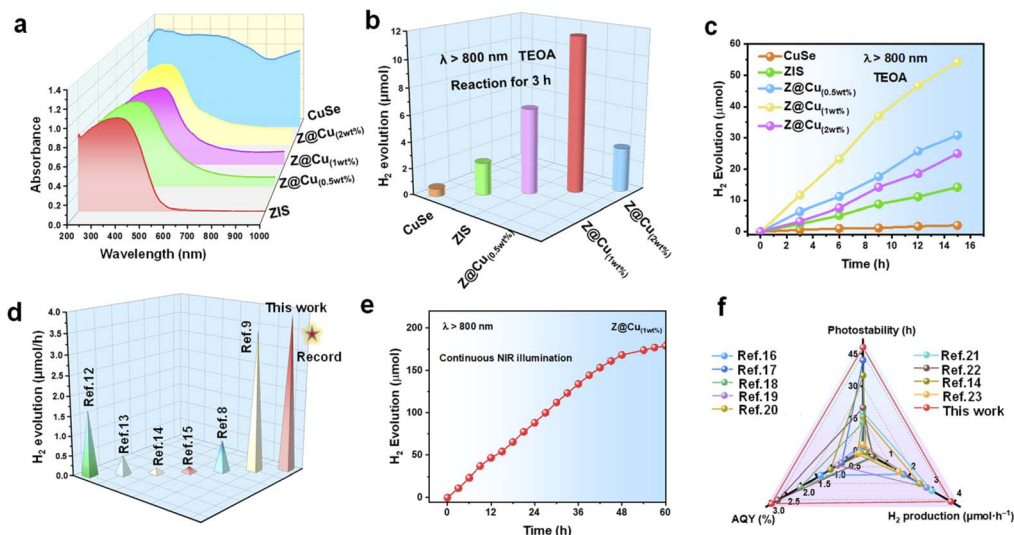 a
Absorbance
1.4
1.2
1.0
0.8
0.6
0.4
0.2
0.0
200 300 400 500 600 700 800 900 1000
Wavelength (nm)
CuSe
Z@Cu(2wt%)
Z@Cu(1wt%)
Z@Cu(0.5wt%)
ZIS
b
λ > 800 nm TEOA
Reaction for 3 h
H2 evolution (μmol)
12
10
8
6
4
2
0
CuSe
ZIS
Z@Cu(0.5wt%)
Z@Cu(1wt%)
Z@Cu(2wt%)
c
H2 Evolution (μmol)
60
50
40
30
20
10
0
CuSe
ZIS
Z@Cu(0.5wt%)
Z@Cu(1wt%)
Z@Cu(2wt%)
λ > 800 nm
TEOA
0 2 4 6 8 10 12 14 16
Time (h)
d
H2 evolution (μmol/h)
4.0
3.5
3.0
2.5
2.0
1.5
1.0
0.5
0.0
Ref.12
Ref.13
Ref.14
Ref.15
Ref.8
Ref.9
This work
Record
e
H2 Evolution (μmol)
200
150
100
50
0
λ > 800 nm
Z@Cu(1wt%)
Continuous NIR illumination
0 12 24 36 48 60
Time (h)
f
Photostability (h)
45
30
15
Ref.16
Ref.17
Ref.18
Ref.19
Ref.20
Ref.21
Ref.22
Ref.14
Ref.23
This work
0.5
1.0
1.5
2.0
2.5
3.0
1
2
3
4
AQY (%)
H2 production (μmol·h⁻¹)